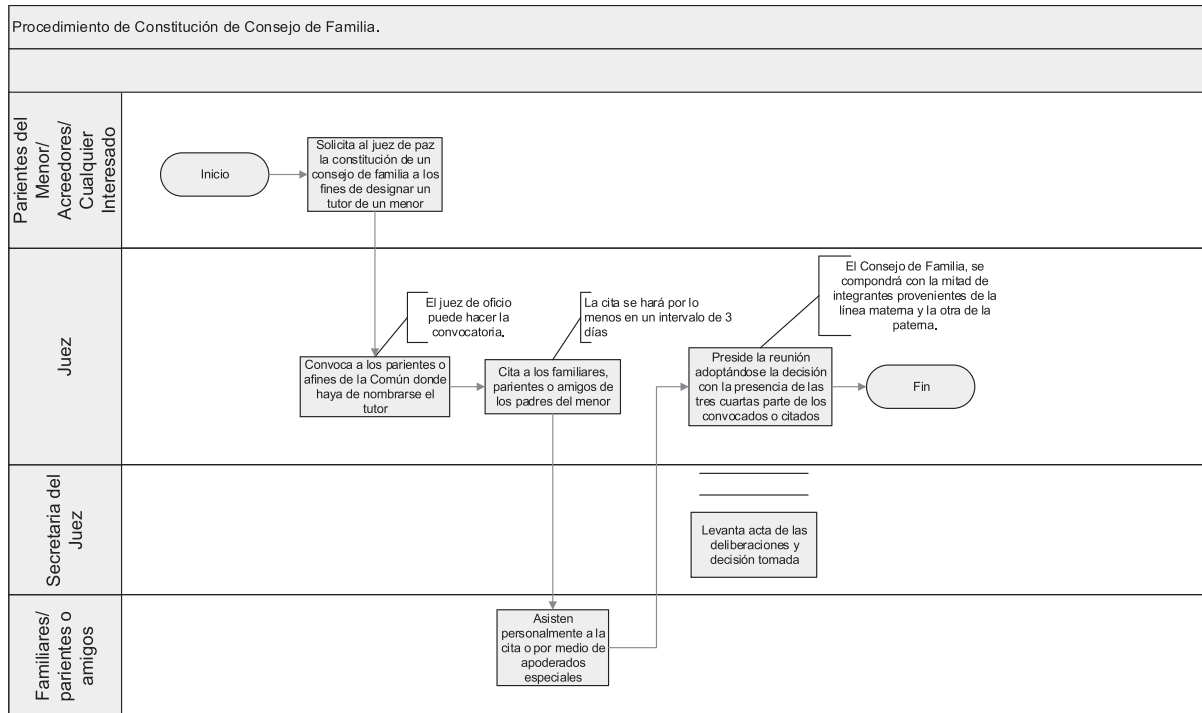 Procedimiento de Constitución de Consejo de Familia.
Parientes del
Menor/
Acreedores/
Cualquier
Interesado
Inicio
Solicita al juez de paz
la constitución de un
consejo de familia a los
fines de designar un
tutor de un menor
Juez
El juez de oficio
puede hacer la
convocatoria.
La cita se hará por lo
menos en un intervalo de 3
días
El Consejo de Familia, se
compondrá con la mitad de
integrantes provenientes de la
línea materna y la otra de la
paterna.
Convoca a los parientes o
afines de la Común donde
haya de nombrarse el
tutor
Cita a los familiares,
parientes o amigos de
los padres del menor
Preside la reunión
adoptándose la decisión
con la presencia de las
tres cuartas parte de los
convocados o citados
Fin
Secretaria del
Juez
Levanta acta de las
deliberaciones y
decisión tomada
Familiares/
parientes o
amigos
Asisten
personalmente a la
cita o por medio de
apoderados
especiales